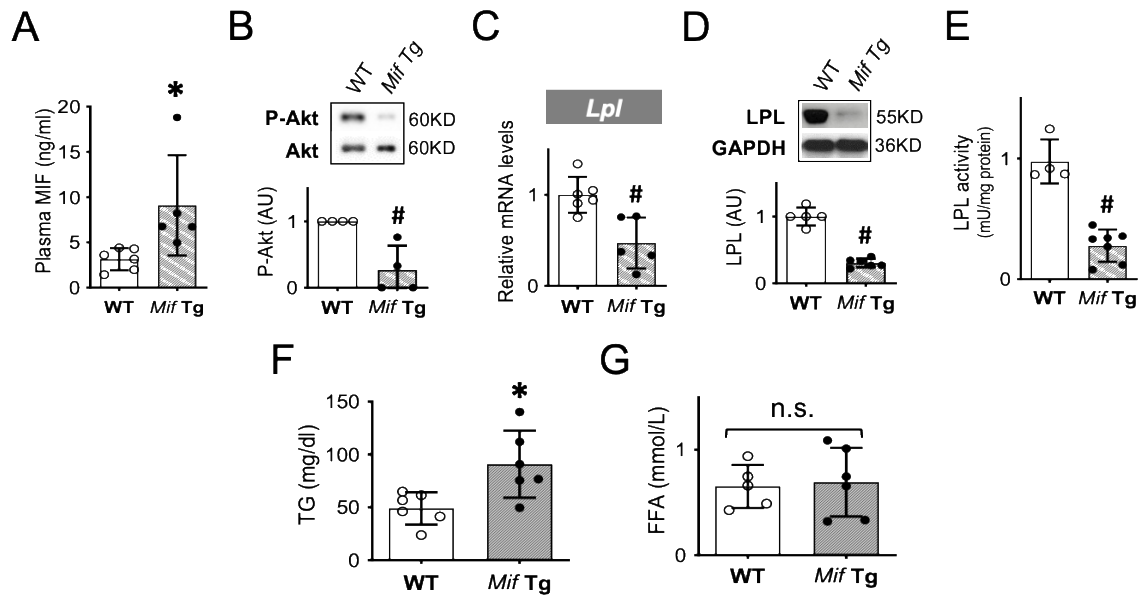 A
Plasma MIF (ng/ml)
20
15
10
5
0
*
WT
Mif Tg
B
WT
Mif Tg
P-Akt
60KD
Akt
60KD
P-Akt (AU)
1
0
#
WT
Mif Tg
C
Lpl
Relative mRNA levels
1
0
#
WT
Mif Tg
D
WT
Mif Tg
LPL
55KD
GAPDH
36KD
LPL (AU)
1
0
#
WT
Mif Tg
E
LPL activity
(mU/mg protein)
1
0
#
WT
Mif Tg
F
TG (mg/dl)
150
100
50
0
*
WT
Mif Tg
G
FFA (mmol/L)
1
0
n.s.
WT
Mif Tg